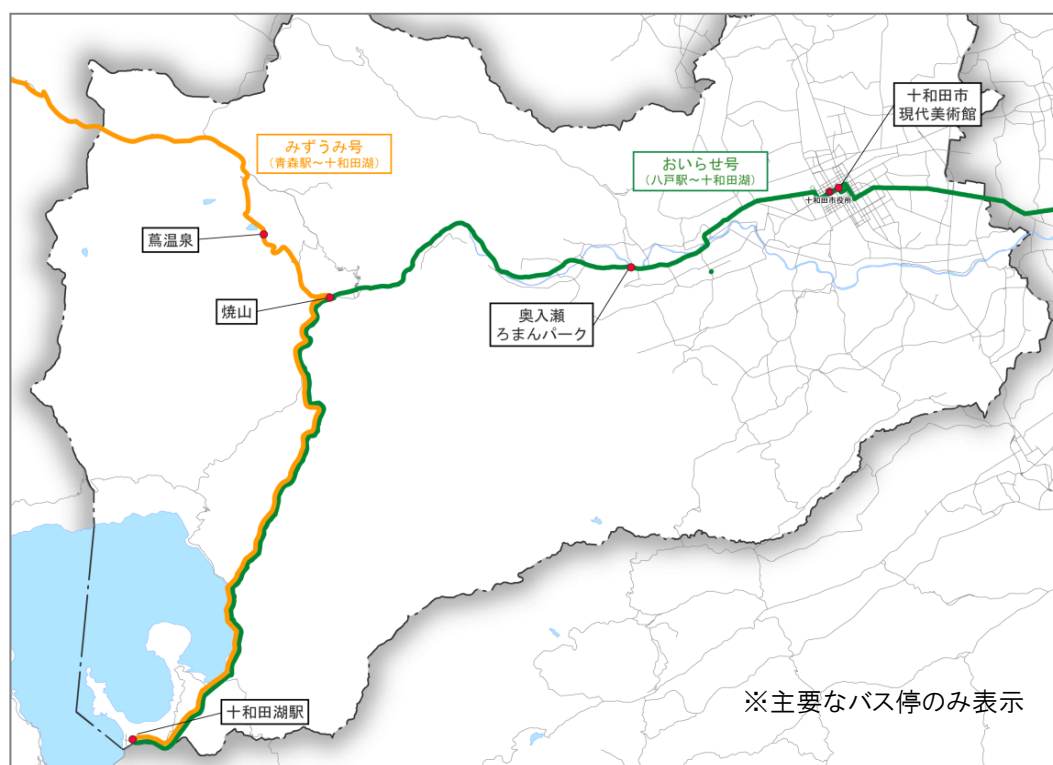 十和田市
現代美術館
みずうみ号
（青森駅～十和田湖）
おいらせ号
（八戸駅～十和田湖）
十和田市役所
蔦温泉
焼山
奥入瀬
ろまんパーク
十和田湖駅
※主要なバス停のみ表示